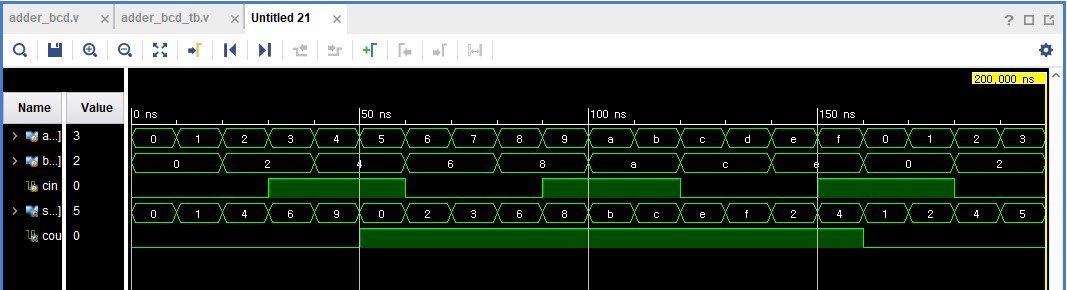 adder_bcd.v × adder_bcd_tb.v × Untitled 21 × ?
200,000 ns
Name Value 0 ns 50 ns 100 ns 150 ns
a...] 3 0 1 2 3 4 5 6 7 8 9 a b c d e f 0 1 2 3
b...] 2 0 2 4 6 8 a c e 0 2
cin 0
s...] 5 0 1 4 6 9 0 2 3 6 8 b c e f 2 4 1 2 4 5
cou 0